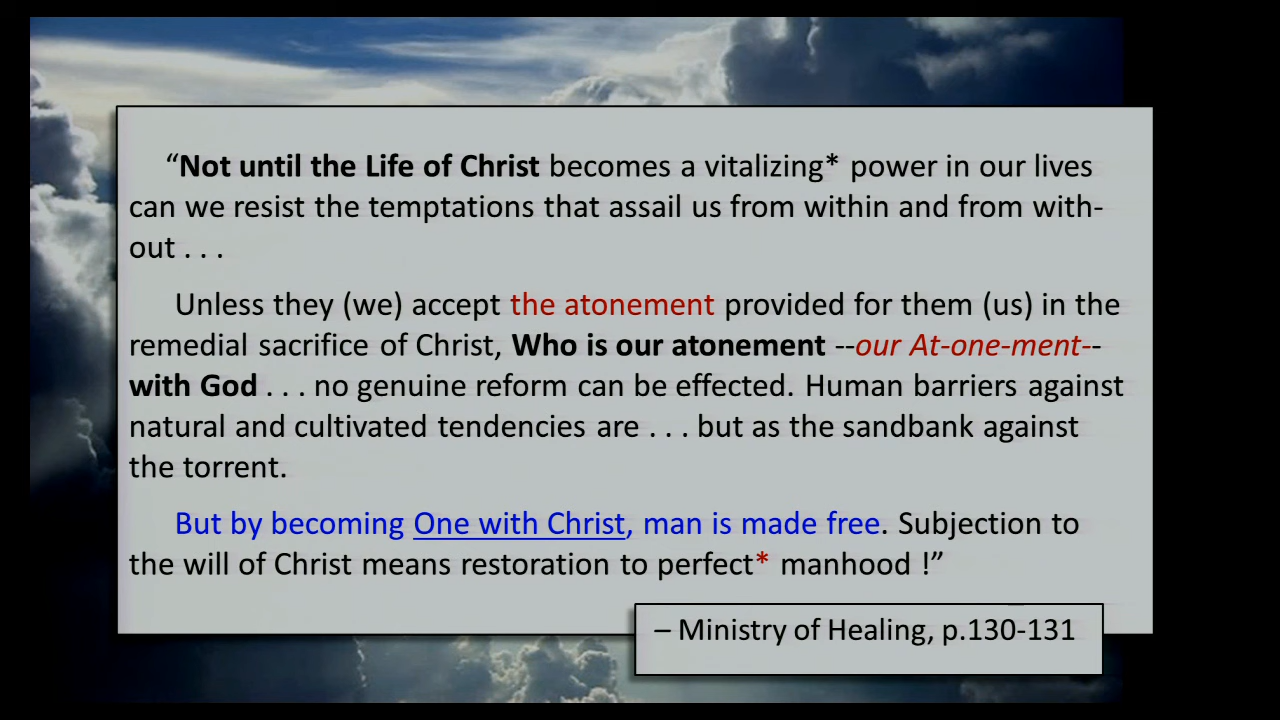 “Not until the Life of Christ becomes a vitalizing* power in our lives
can we resist the temptations that assail us from within and from with-
out . . .
Unless they (we) accept the atonement provided for them (us) in the
remedial sacrifice of Christ, Who is our atonement --our At-one-ment--
with God . . . no genuine reform can be effected. Human barriers against
natural and cultivated tendencies are . . . but as the sandbank against
the torrent.
But by becoming One with Christ, man is made free. Subjection to
the will of Christ means restoration to perfect* manhood !”
– Ministry of Healing, p.130-131